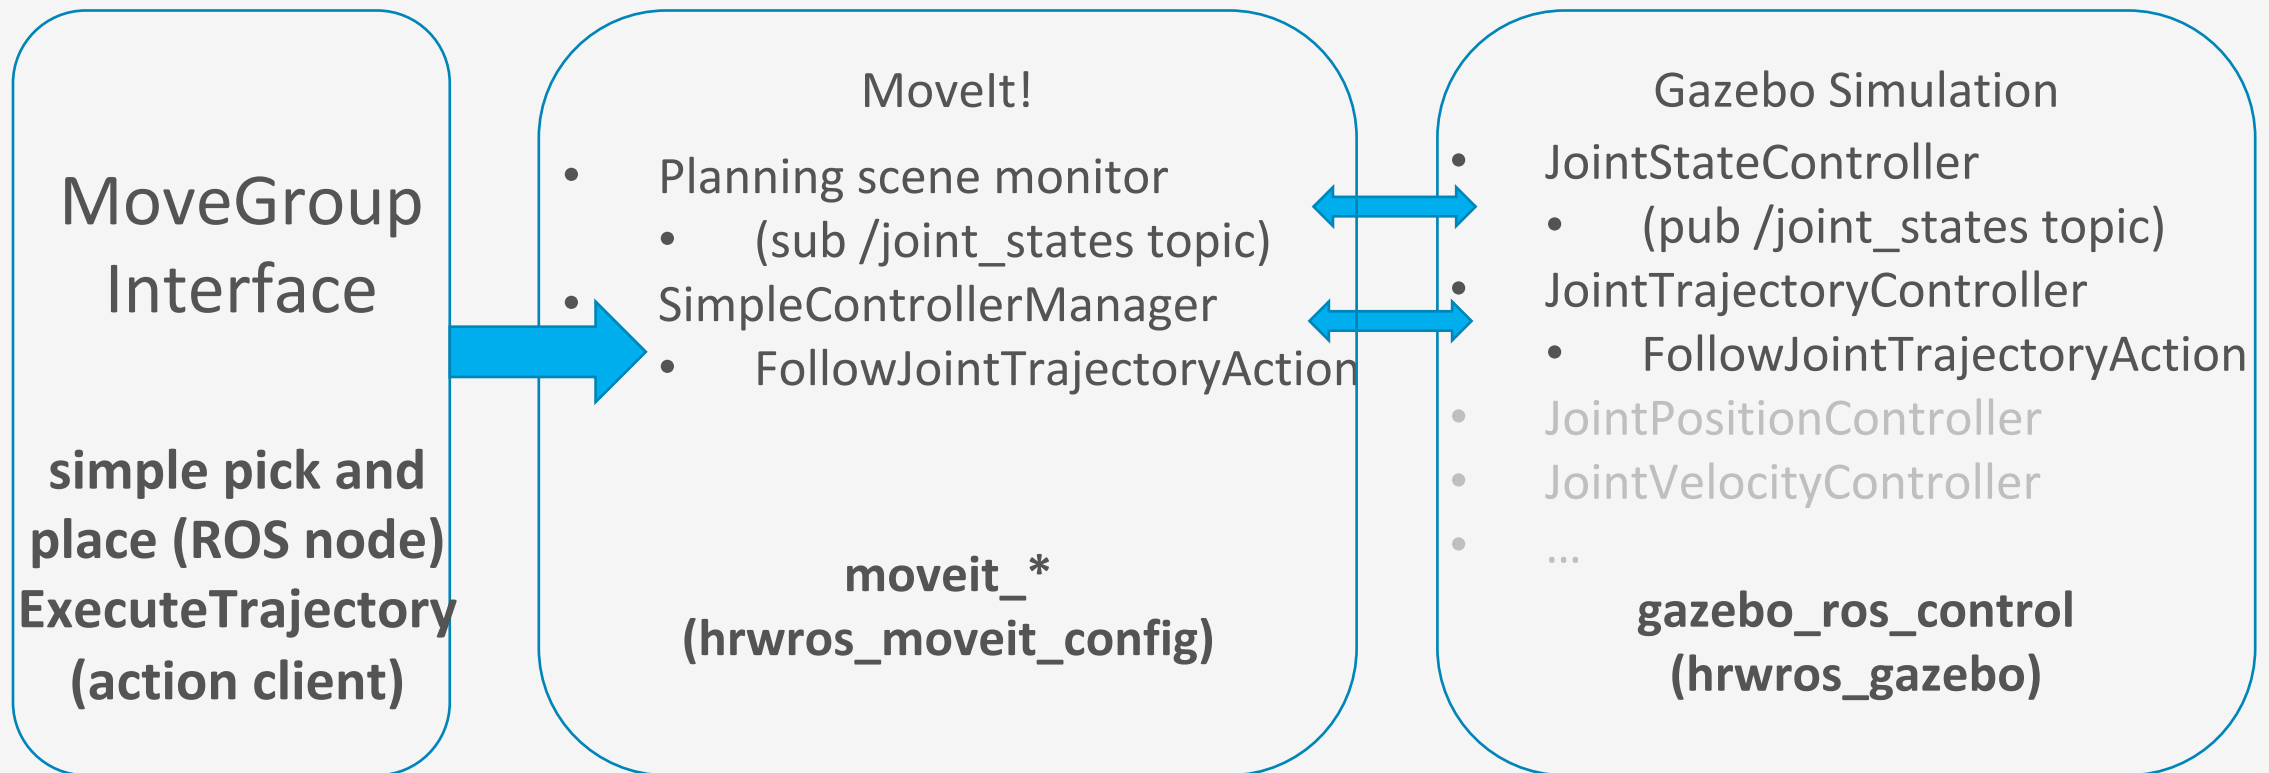 MoveGroup
Interface
simple pick and
place (ROS node)
ExecuteTrajectory
(action client)
MoveIt!
• Planning scene monitor
• (sub /joint_states topic)
• SimpleControllerManager
• FollowJointTrajectoryAction
moveit_*
(hrwros_moveit_config)
Gazebo Simulation
• JointStateController
• (pub /joint_states topic)
• JointTrajectoryController
• FollowJointTrajectoryAction
• JointPositionController
• JointVelocityController
• ...
gazebo_ros_control
(hrwros_gazebo)